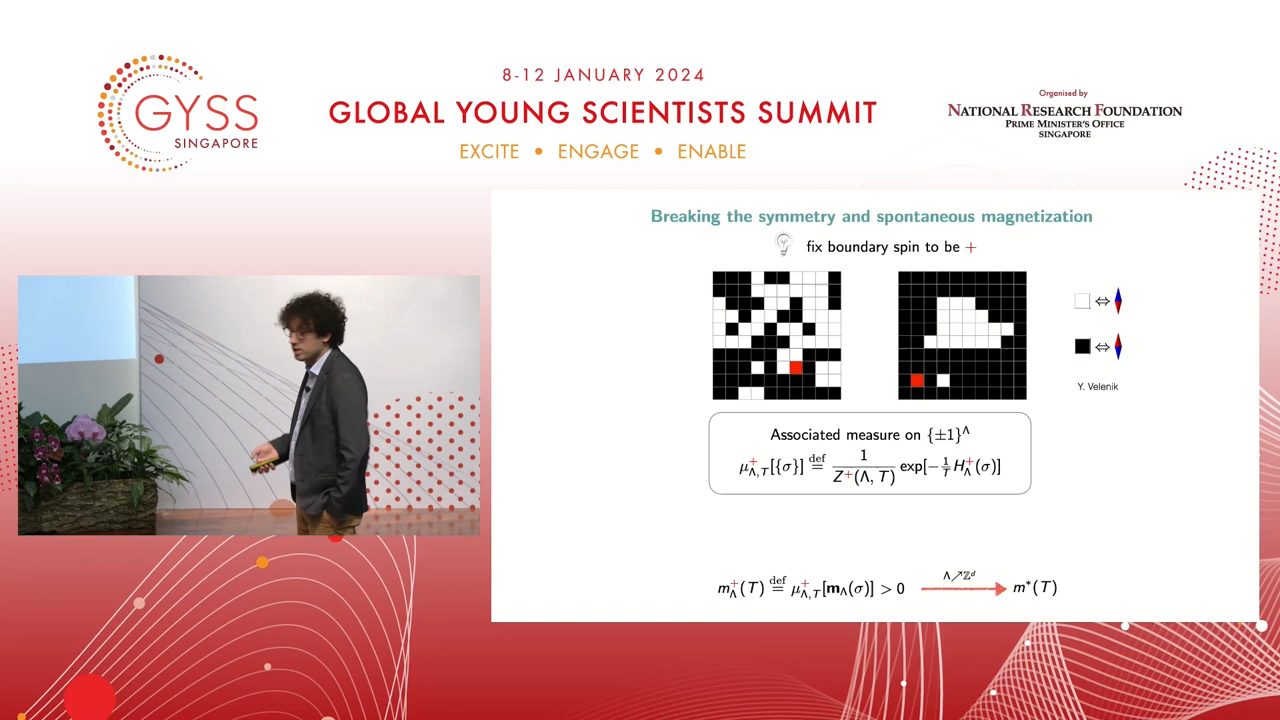 8-12 JANUARY 2024
GLOBAL YOUNG SCIENTISTS SUMMIT
EXCITE • ENGAGE • ENABLE
GYSS
SINGAPORE
Organised by
NATIONAL RESEARCH FOUNDATION
PRIME MINISTER'S OFFICE
SINGAPORE
Breaking the symmetry and spontaneous magnetization
fix boundary spin to be +
⇔
⇔
Y. Velenik
Associated measure on {±1}^Λ
μ^+_{Λ,T}[{σ}] def= 1/Z^+(Λ, T) exp[−1/T H^+_Λ(σ)]
m^+_Λ(T) def= μ^+_{Λ,T}[m_Λ(σ)] > 0 Λ↗ℤ^d m*(T)